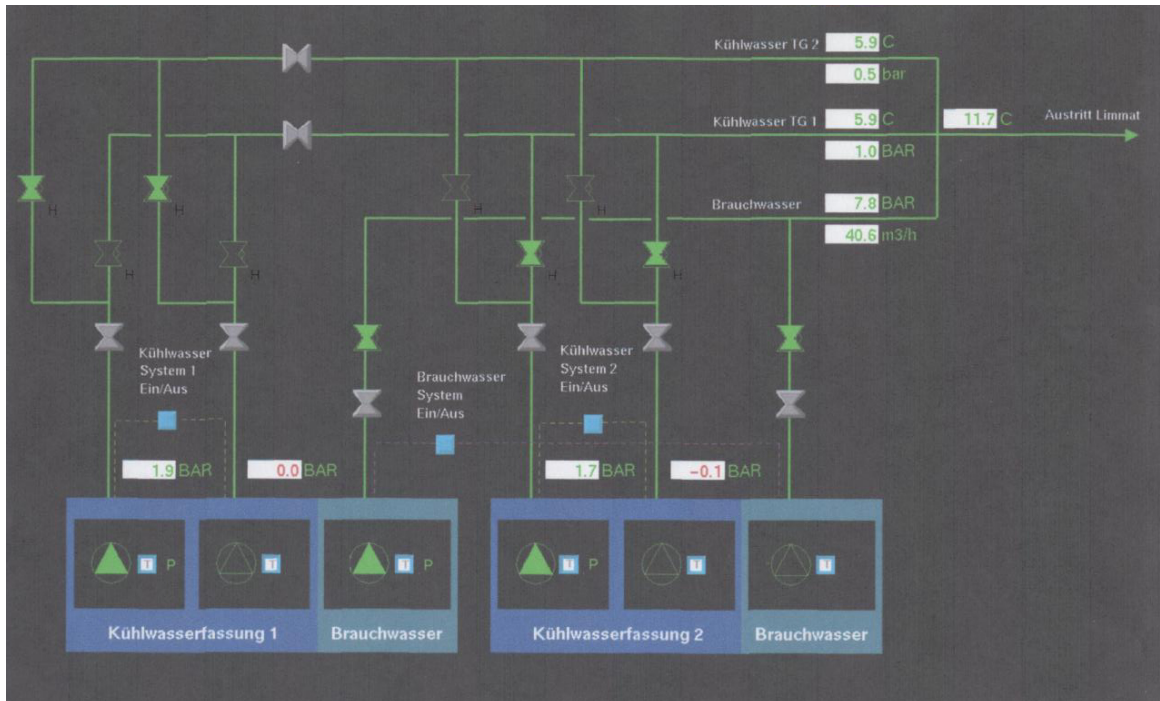 Kühlwasser TG 2 5.9 C
0.5 bar
Kühlwasser TG 1 5.9 C 11.7 C Austritt Limmat
1.0 BAR
H H H H
Brauchwasser 7.8 BAR
40.6 m3/h
H H H H
Kühlwasser
System 1
Ein/Aus
Brauchwasser
System
Ein/Aus
Kühlwasser
System 2
Ein/Aus
1.9 BAR 0.0 BAR 1.7 BAR -0.1 BAR
T P T T P T P T T
Kühlwasserfassung 1 Brauchwasser Kühlwasserfassung 2 Brauchwasser